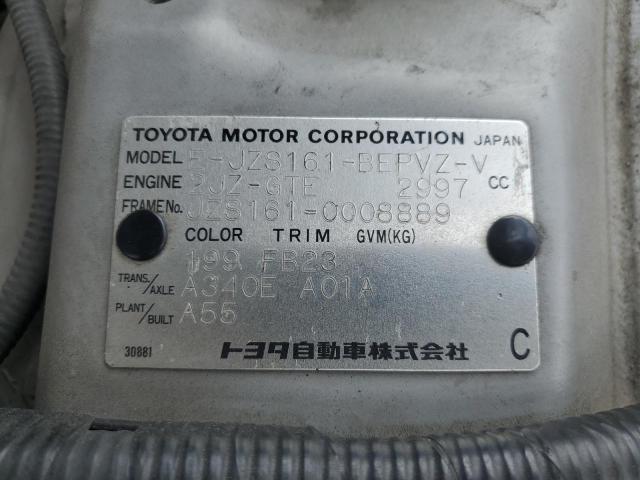 TOYOTA MOTOR CORPORATION JAPAN
MODEL E-JZS161-BEPVZ-V
ENGINE 2JZ-GTE 2997 CC
FRAME No. JZS161-0008889
COLOR TRIM GVM(KG)
199 FB23
TRANS./AXLE A340E A01A
PLANT/BUILT A55
30881 トヨタ自動車株式会社 C